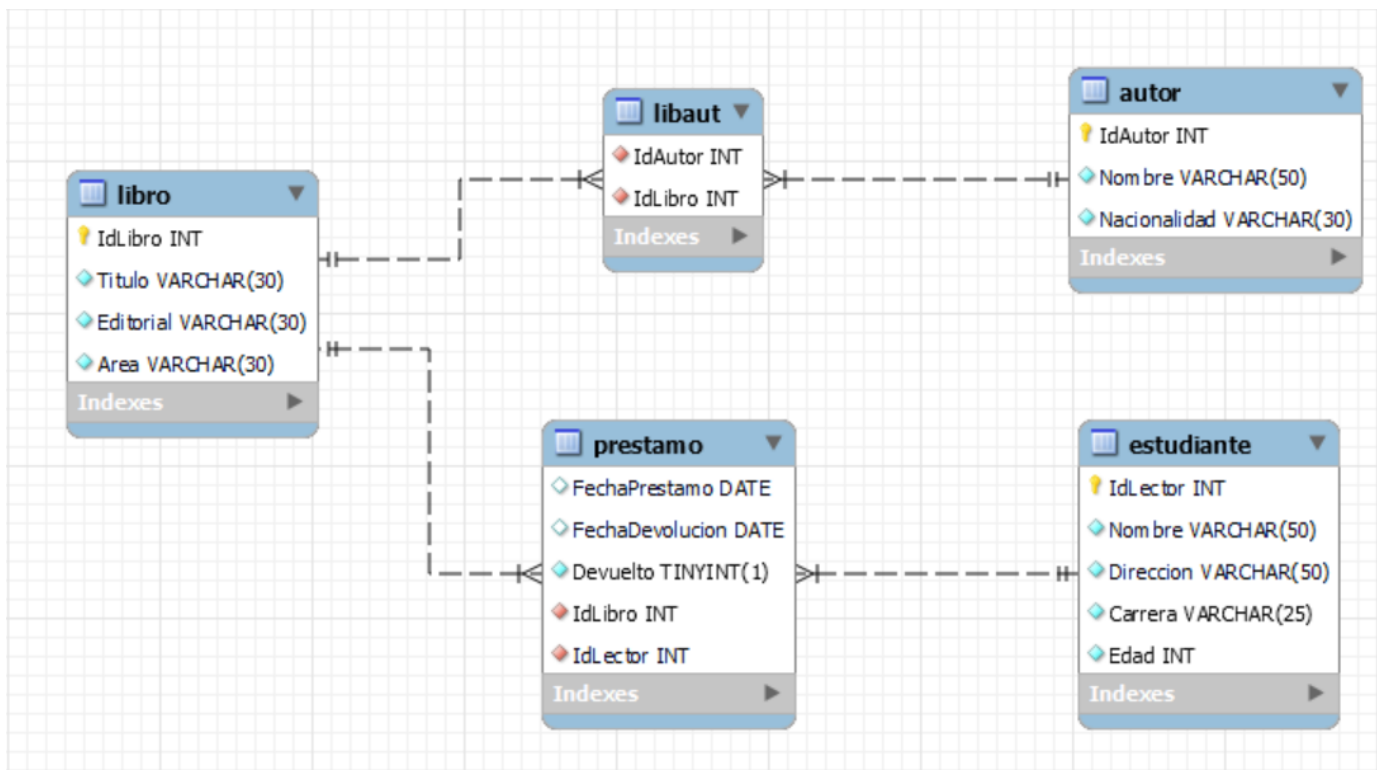 libro
IdLibro INT
Titulo VARCHAR(30)
Editorial VARCHAR(30)
Area VARCHAR(30)
Indexes
libaut
IdAutor INT
IdLibro INT
Indexes
autor
IdAutor INT
Nombre VARCHAR(50)
Nacionalidad VARCHAR(30)
Indexes
prestamo
FechaPrestamo DATE
FechaDevolucion DATE
Devuelto TINYINT(1)
IdLibro INT
IdLector INT
Indexes
estudiante
IdLector INT
Nombre VARCHAR(50)
Direccion VARCHAR(50)
Carrera VARCHAR(25)
Edad INT
Indexes